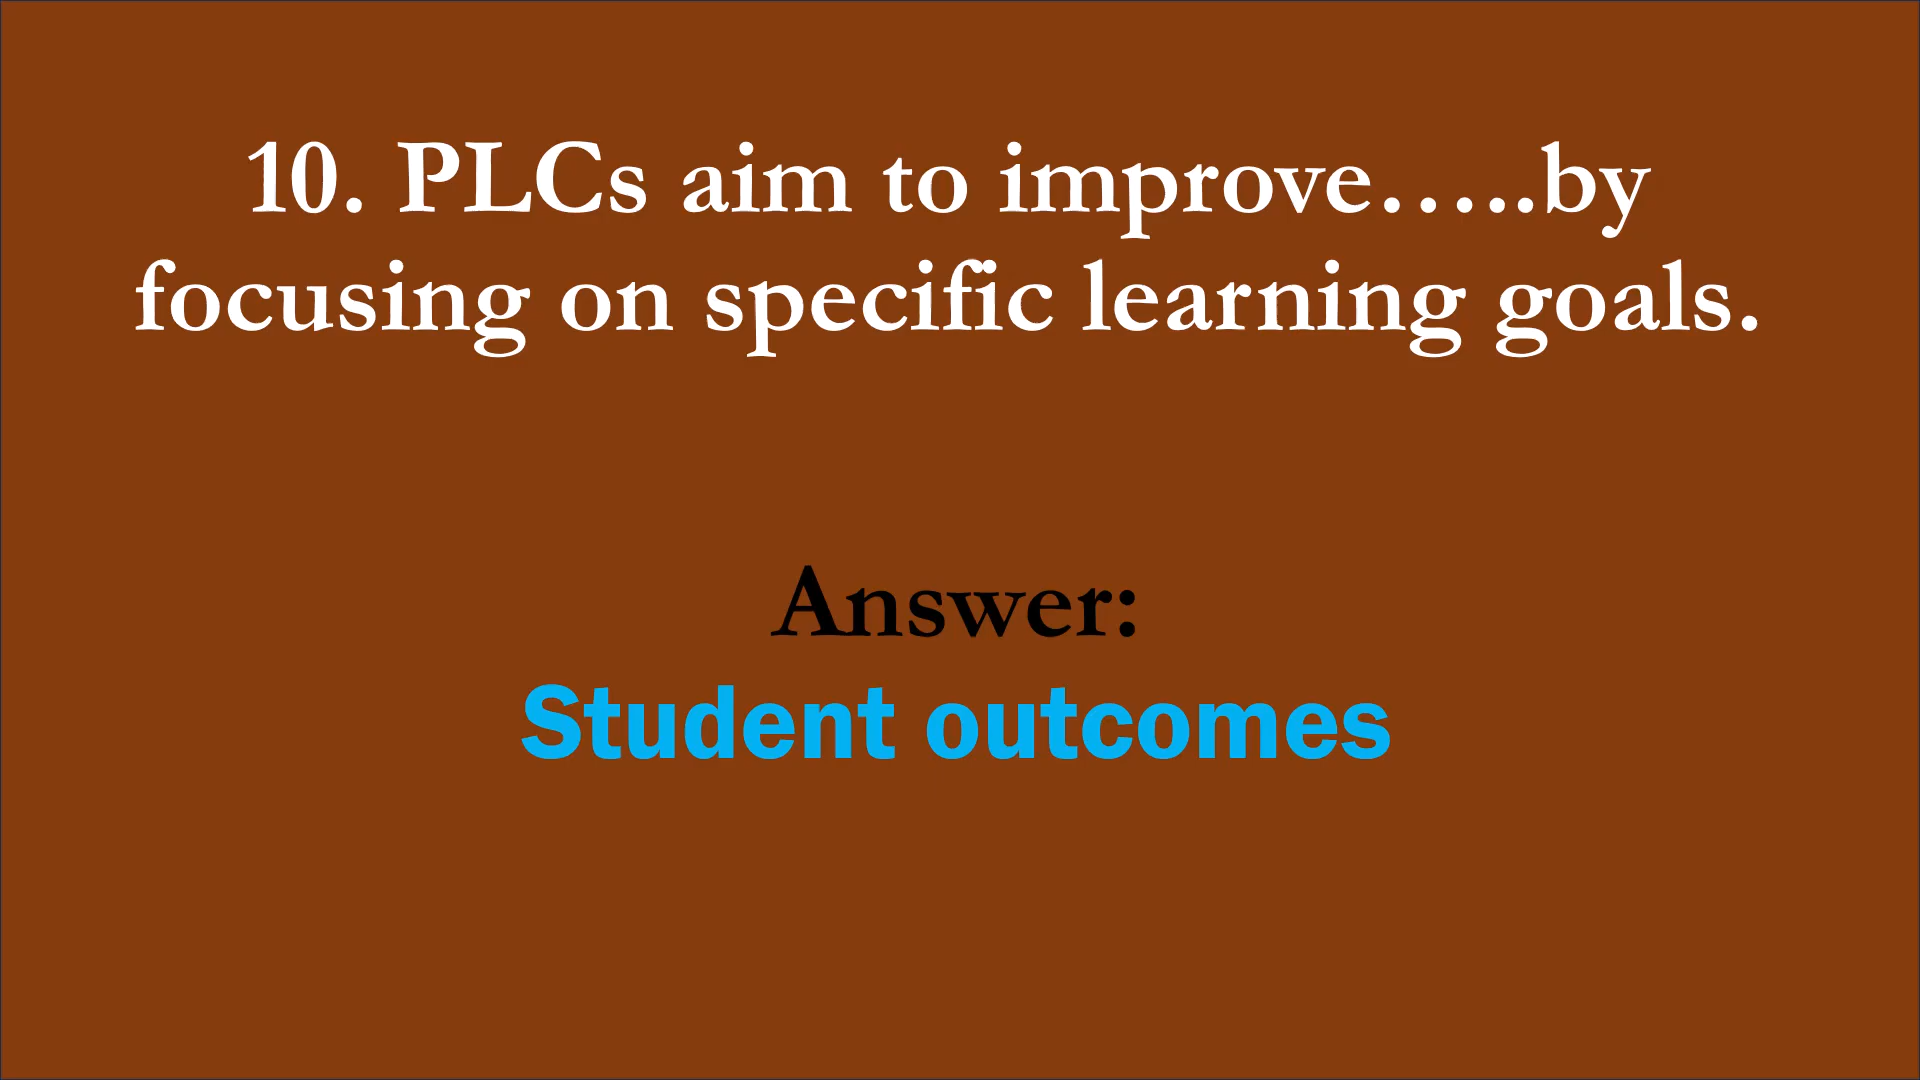 10. PLCs aim to improve…..by
focusing on specific learning goals.
Answer:
Student outcomes